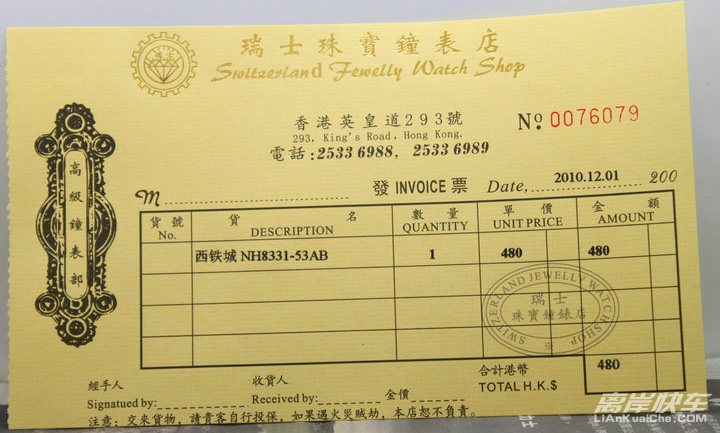 瑞士珠寶鐘表店
Switzerland Jewelly Watch Shop
香港英皇道293號
293, King's Road, Hong Kong.
電話:2533 6988, 2533 6989
No. 0076079
高級鐘表部
M
發 INVOICE 票 Date, 2010.12.01 200
貨號 貨名 數量 單價 金額
No. DESCRIPTION QUANTITY UNIT PRICE AMOUNT
西铁城 NH8331-53AB 1 480 480
SWITZERLAND JEWELLY WATCH SHOP
瑞士
珠寶鐘錶店
合計港幣 480
TOTAL H.K.$
經手人 收貨人
Signatued by: Received by: 金價
注意: 交來貨物, 請貴客自行投保, 如果遇火災贼劫, 本店恕不負責。
离岸快车
LiAnKuaiChe.COM